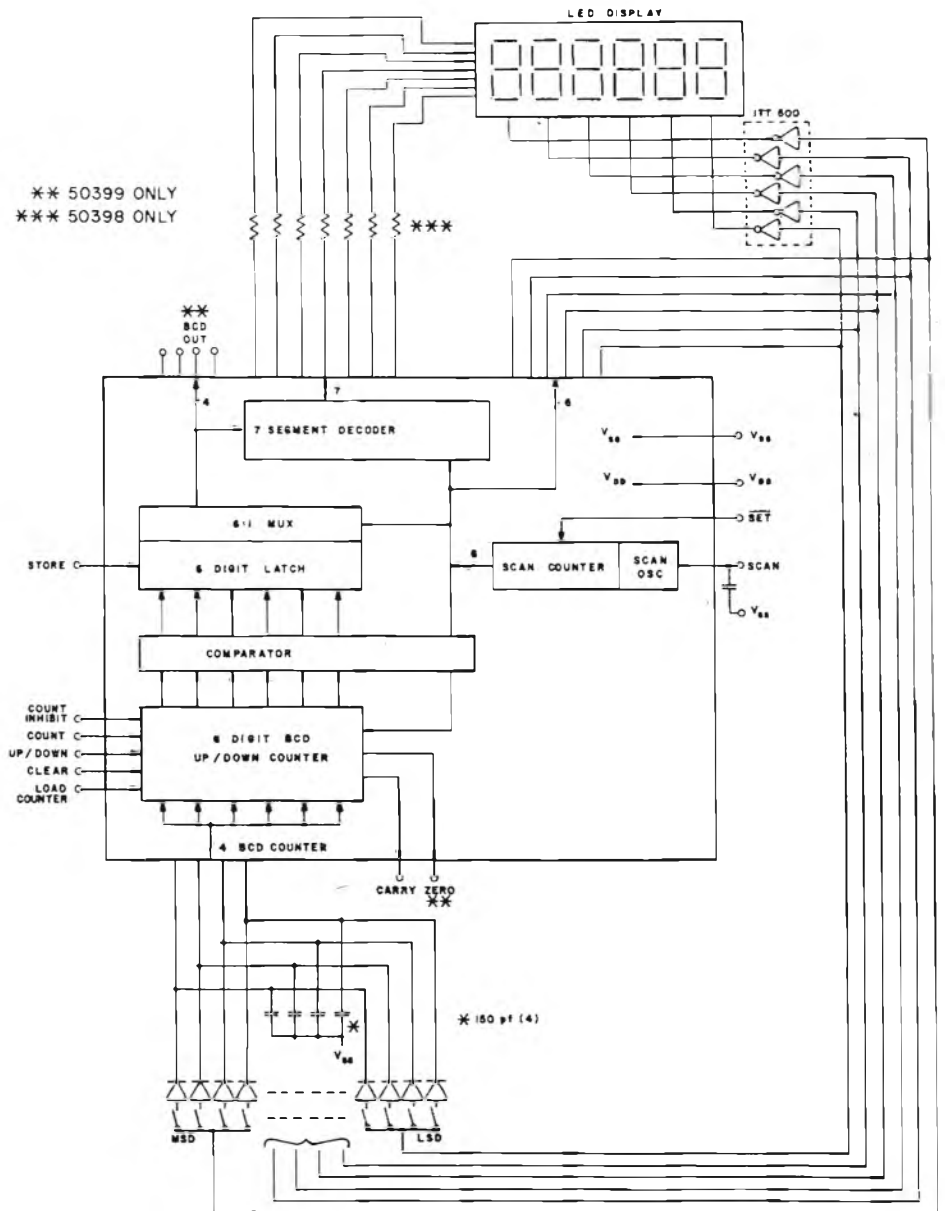 LED DISPLAY
ITT 500
** 50399 ONLY
*** 50398 ONLY
***
**
BCD
OUT
4
7
6
7 SEGMENT DECODER
VSS
VSS
VDD
VDD
SET
6:1 MUX
6 DIGIT LATCH
STORE
6
SCAN COUNTER
SCAN
OSC
SCAN
VSS
COMPARATOR
COUNT
INHIBIT
COUNT
UP/DOWN
CLEAR
LOAD
COUNTER
6 DIGIT BCD
UP/DOWN COUNTER
4 BCD COUNTER
CARRY ZERO
**
* 150 pf (4)
*
VSS
MSD
LSD